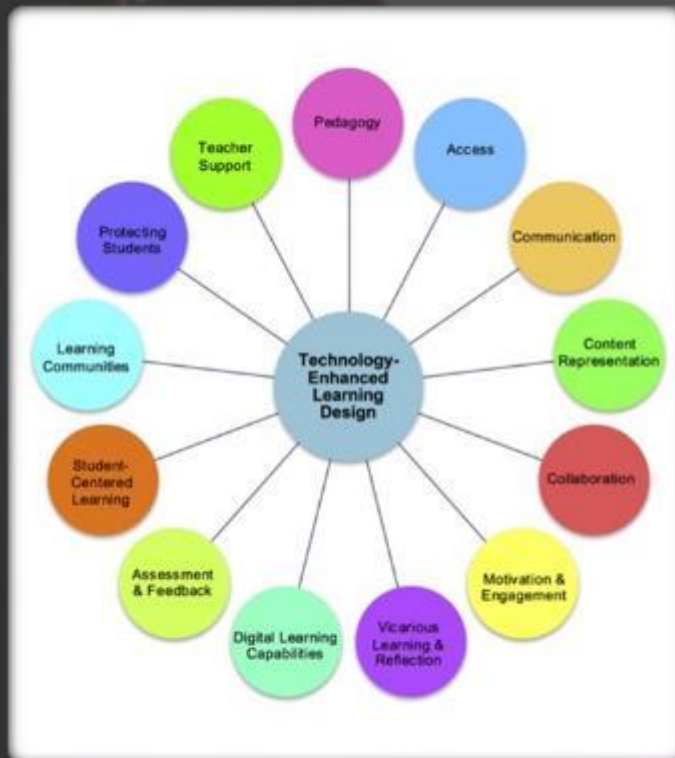 Pedagogy
Access
Communication
Content
Representation
Collaboration
Motivation &
Engagement
Vicarious
Learning &
Reflection
Digital Learning
Capabilities
Assessment
& Feedback
Student-
Centered
Learning
Learning
Communities
Protecting
Students
Teacher
Support
Technology-
Enhanced
Learning
Design